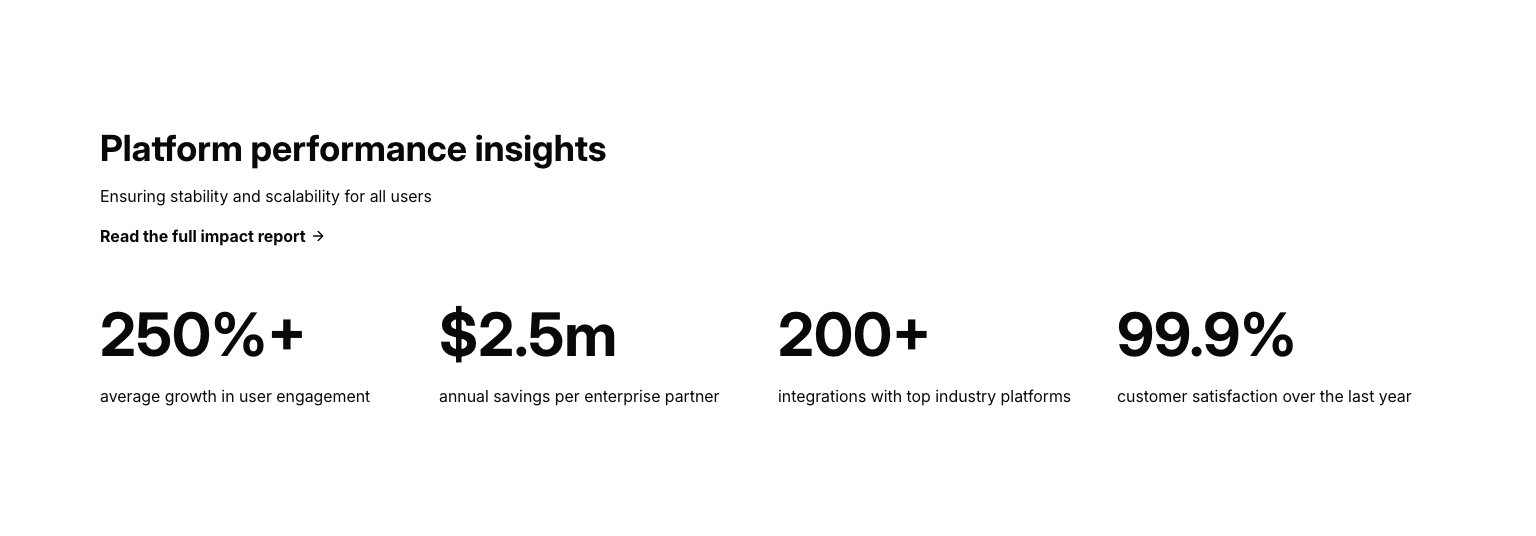 Platform performance insights
Ensuring stability and scalability for all users
Read the full impact report →
250%+
$2.5m
200+
99.9%
average growth in user engagement
annual savings per enterprise partner
integrations with top industry platforms
customer satisfaction over the last year